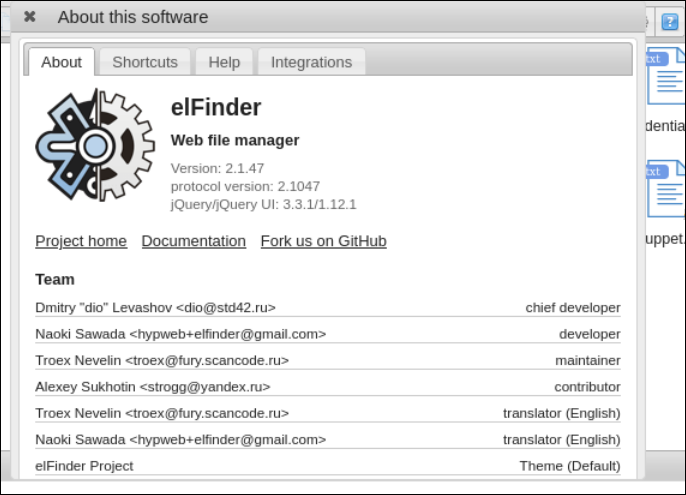 About this software
About Shortcuts Help Integrations
txt
elFinder
Web file manager
dentia
Version: 2.1.47
protocol version: 2.1047
txt
jQuery/jQuery UI: 3.3.1/1.12.1
Project home Documentation Fork us on GitHub
uppet.
Team
Dmitry "dio" Levashov <dio@std42.ru> chief developer
Naoki Sawada <hypweb+elfinder@gmail.com> developer
Troex Nevelin <troex@fury.scancode.ru> maintainer
Alexey Sukhotin <strogg@yandex.ru> contributor
Troex Nevelin <troex@fury.scancode.ru> translator (English)
Naoki Sawada <hypweb+elfinder@gmail.com> translator (English)
elFinder Project Theme (Default)